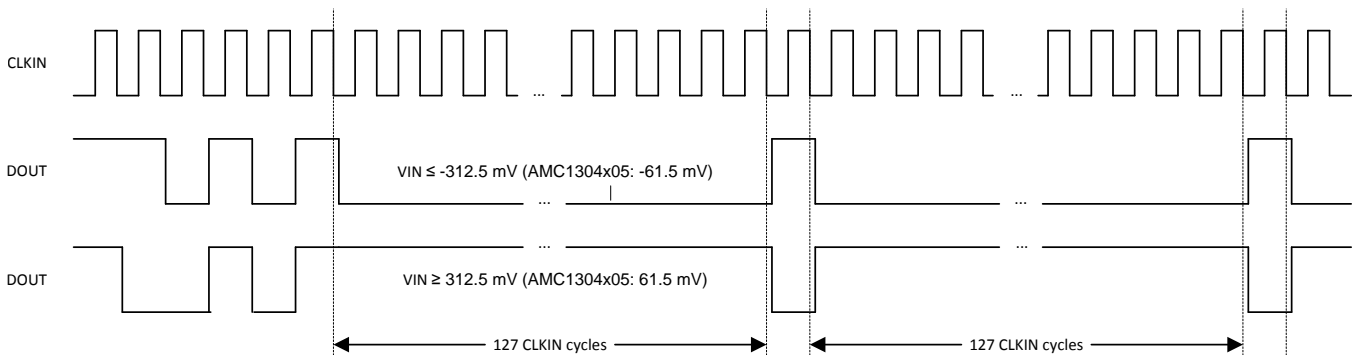 CLKIN
...
...
DOUT
VIN ≤ -312.5 mV (AMC1304x05: -61.5 mV)
...
...
...
...
DOUT
VIN ≥ 312.5 mV (AMC1304x05: 61.5 mV)
127 CLKIN cycles
127 CLKIN cycles